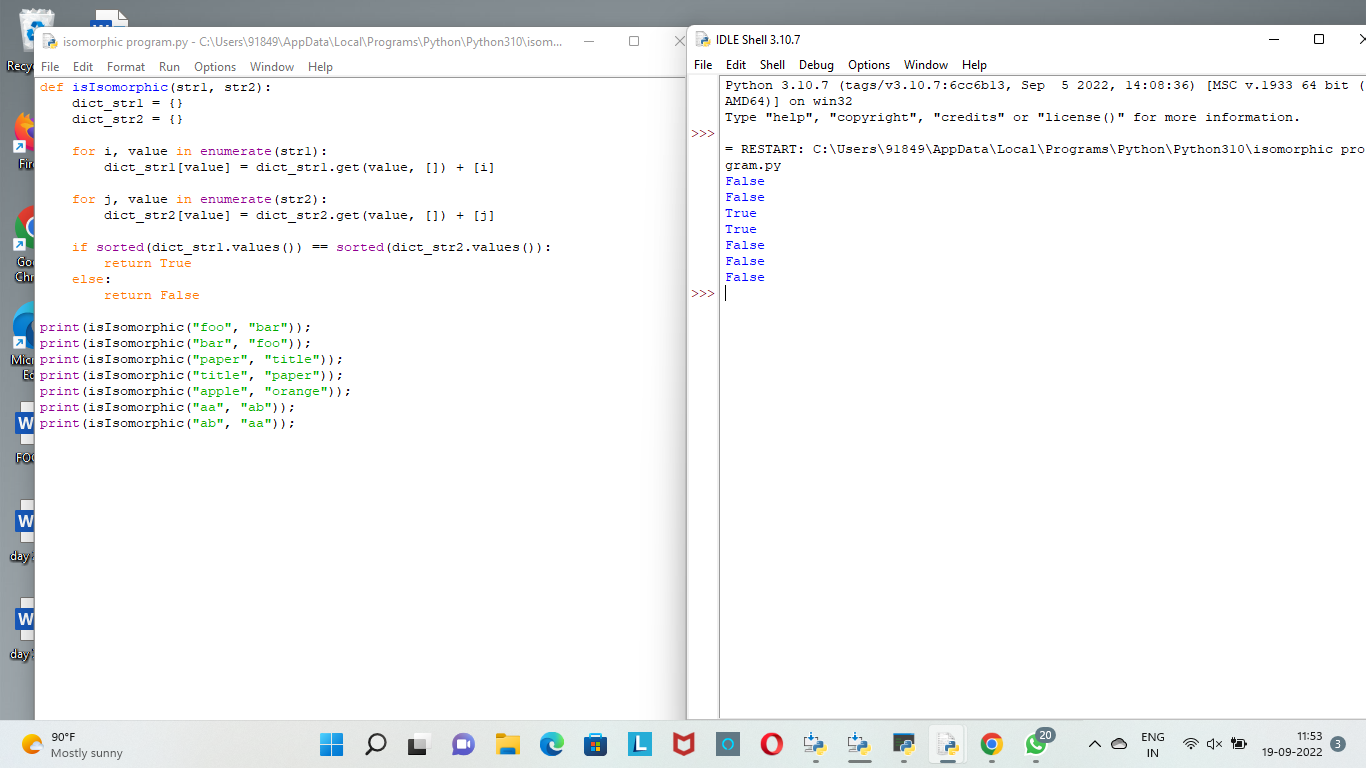 isomorphic program.py - C:\Users\91849\AppData\Local\Programs\Python\Python310\isom...
File Edit Format Run Options Window Help
def isIsomorphic(str1, str2):
    dict_str1 = {}
    dict_str2 = {}
    for i, value in enumerate(str1):
        dict_str1[value] = dict_str1.get(value, []) + [i]
    for j, value in enumerate(str2):
        dict_str2[value] = dict_str2.get(value, []) + [j]
    if sorted(dict_str1.values()) == sorted(dict_str2.values()):
        return True
    else:
        return False
print(isIsomorphic("foo", "bar"));
print(isIsomorphic("bar", "foo"));
print(isIsomorphic("paper", "title"));
print(isIsomorphic("title", "paper"));
print(isIsomorphic("apple", "orange"));
print(isIsomorphic("aa", "ab"));
print(isIsomorphic("ab", "aa"));
IDLE Shell 3.10.7
File Edit Shell Debug Options Window Help
Python 3.10.7 (tags/v3.10.7:6cc6b13, Sep  5 2022, 14:08:36) [MSC v.1933 64 bit (
AMD64)] on win32
Type "help", "copyright", "credits" or "license()" for more information.
>>>
= RESTART: C:\Users\91849\AppData\Local\Programs\Python\Python310\isomorphic pro
gram.py
False
False
True
True
False
False
False
>>>
Recy
Fire
Goo
Chr
Micr
Ed
FOO
day
day
90°F
Mostly sunny
20
ENG
IN
11:53
19-09-2022
3